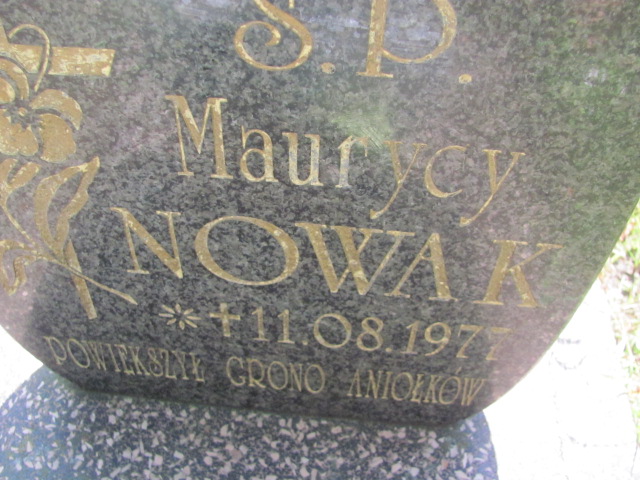 Ś.P.
Maurycy
NOWAK
* + 11.08.1977
POWIĘKSZYŁ GRONO ANIOŁKÓW